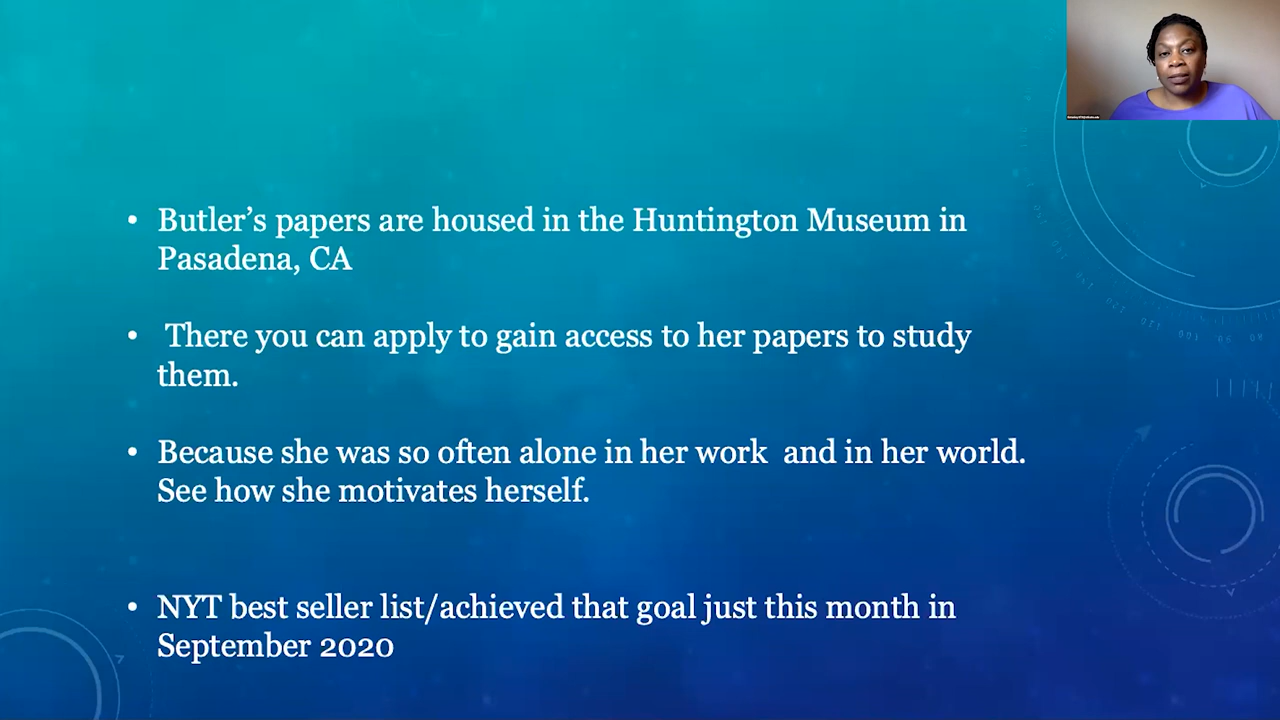 • Butler’s papers are housed in the Huntington Museum in
Pasadena, CA
• There you can apply to gain access to her papers to study
them.
• Because she was so often alone in her work  and in her world.
See how she motivates herself.
• NYT best seller list/achieved that goal just this month in
September 2020